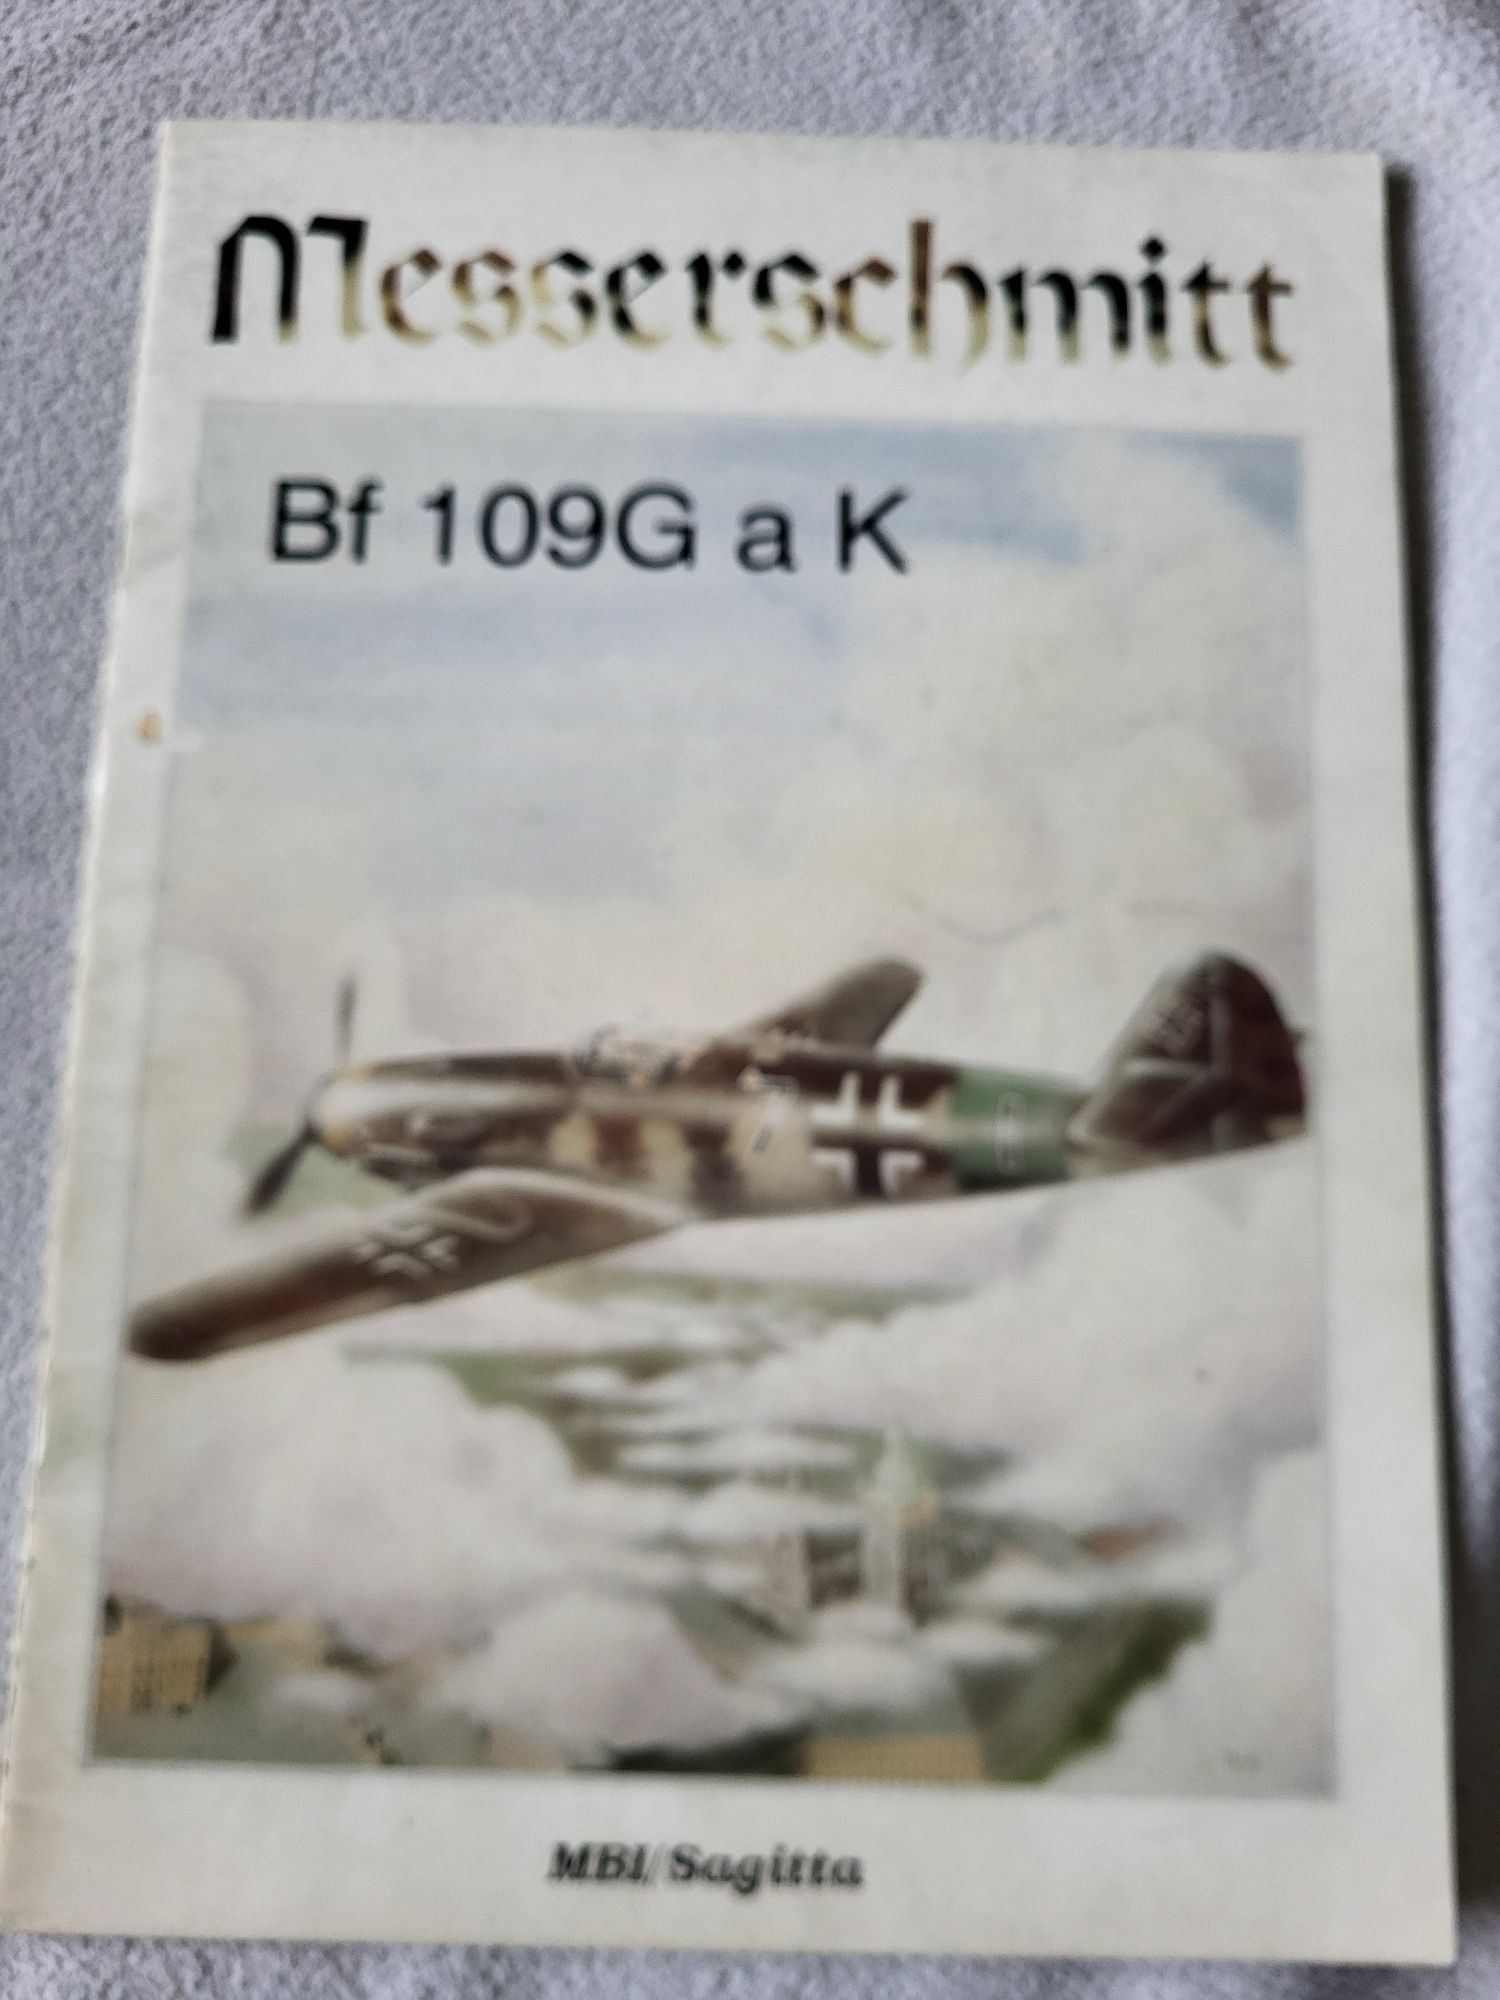 Messerschmitt
Bf 109G a K
MBI/Sagitta